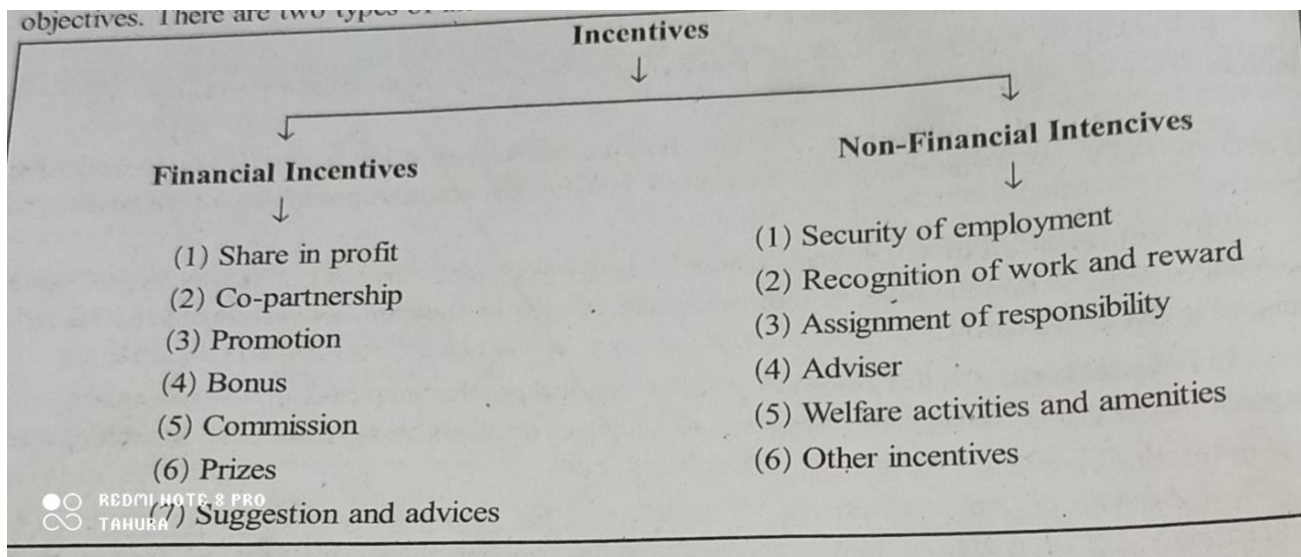 objectives. There are two types of
Incentives
Financial Incentives
(1) Share in profit
(2) Co-partnership
(3) Promotion
(4) Bonus
(5) Commission
(6) Prizes
(7) Suggestion and advices
Non-Financial Intencives
(1) Security of employment
(2) Recognition of work and reward
(3) Assignment of responsibility
(4) Adviser
(5) Welfare activities and amenities
(6) Other incentives
REDMI NOTE 8 PRO
TAHURA